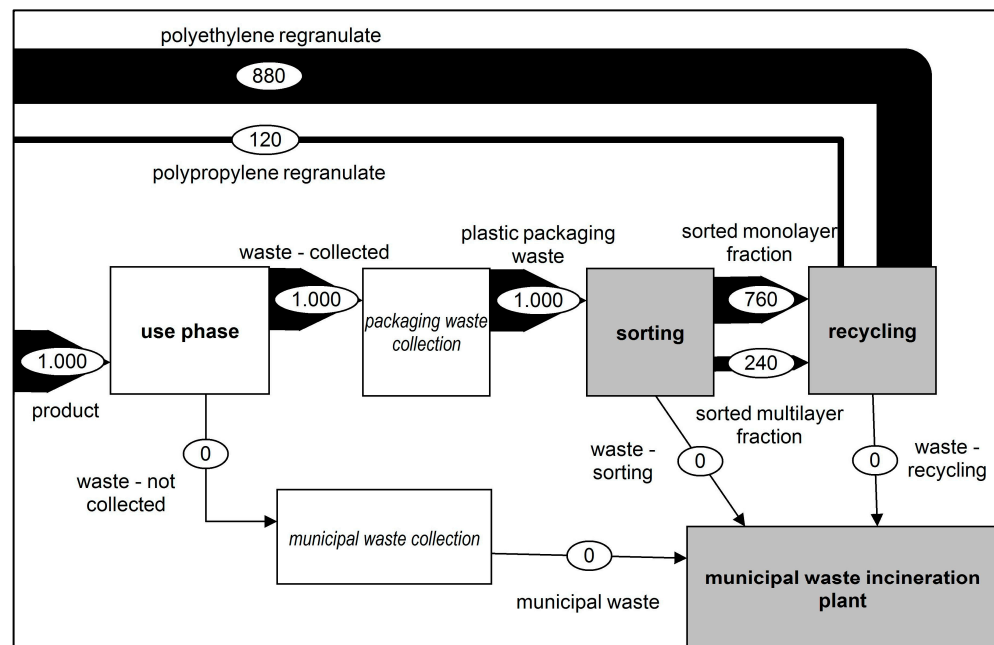 polyethylene regranulate
880
120
polypropylene regranulate
waste - collected
plastic packaging
waste
sorted monolayer
fraction
1.000
product
use phase
1.000
packaging waste
collection
1.000
sorting
760
240
recycling
sorted multilayer
fraction
0
waste - not
collected
waste -
sorting
0
0
waste -
recycling
municipal waste collection
0
municipal waste
municipal waste incineration
plant